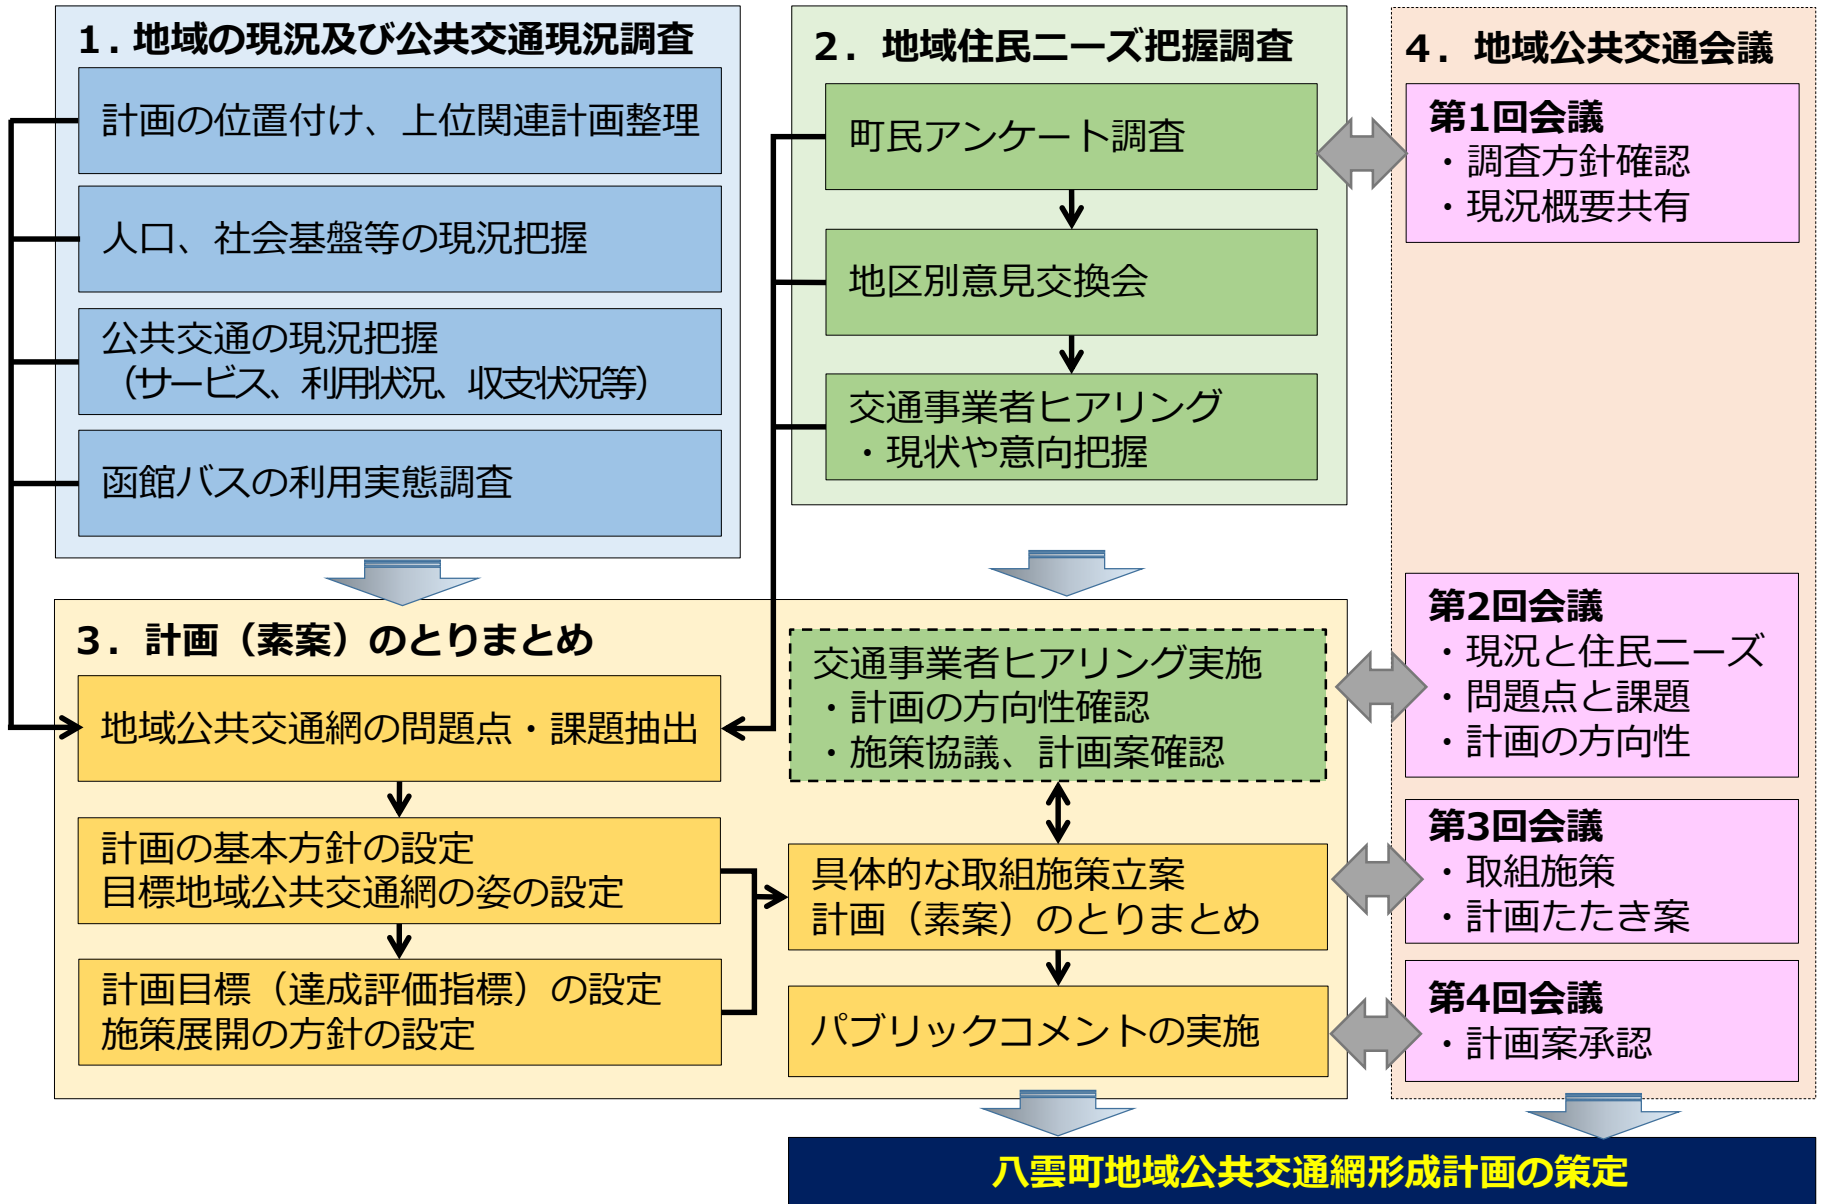 １. 地域の現況及び公共交通現況調査
計画の位置付け、上位関連計画整理
人口、社会基盤等の現況把握
公共交通の現況把握
（サービス、利用状況、収支状況等）
函館バスの利用実態調査
２．地域住民ニーズ把握調査
町民アンケート調査
地区別意見交換会
交通事業者ヒアリング
・現状や意向把握
３．計画（素案）のとりまとめ
地域公共交通網の問題点・課題抽出
計画の基本方針の設定
目標地域公共交通網の姿の設定
計画目標（達成評価指標）の設定
施策展開の方針の設定
交通事業者ヒアリング実施
・計画の方向性確認
・施策協議、計画案確認
具体的な取組施策立案
計画（素案）のとりまとめ
パブリックコメントの実施
４．地域公共交通会議
第1回会議
・調査方針確認
・現況概要共有
第2回会議
・現況と住民ニーズ
・問題点と課題
・計画の方向性
第3回会議
・取組施策
・計画たたき案
第4回会議
・計画案承認
八雲町地域公共交通網形成計画の策定